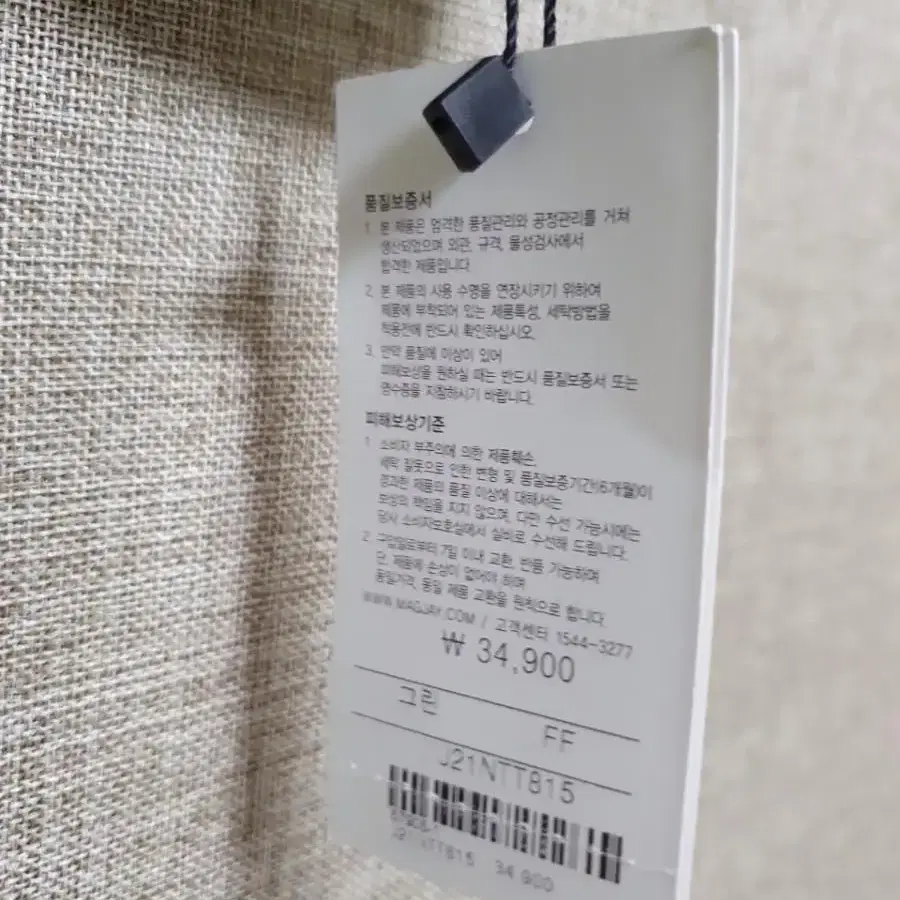 품질보증서
1. 본 제품은 엄격한 품질관리와 공정관리를 거쳐
생산되었으며 외관, 규격, 물성검사에서
합격한 제품입니다.
2. 본 제품의 사용 수명을 연장시키기 위하여
제품에 부착되어 있는 제품특성, 세탁방법을
착용전에 반드시 확인하십시오.
3. 만약 품질에 이상이 있어
피해보상을 원하실 때는 반드시 품질보증서 또는
영수증을 지참하시기 바랍니다.
피해보상기준
1. 소비자 부주의에 의한 제품훼손,
세탁 잘못으로 인한 변형 및 품질보증기간(6개월)이
경과한 제품의 품질 이상에 대해서는
보상의 책임을 지지 않으며, 다만 수선 가능시에는
당사 소비자보호실에서 실비로 수선해 드립니다.
2. 구입일로부터 7일 이내 교환, 반품 가능하며
단, 제품에 손상이 없어야 하며
동일가격, 동일 제품 교환을 원칙으로 합니다.
WWW.MAGJAY.COM / 고객센터 1544-3277
₩ 34,900
그린
FF
J21NTT815
34,900